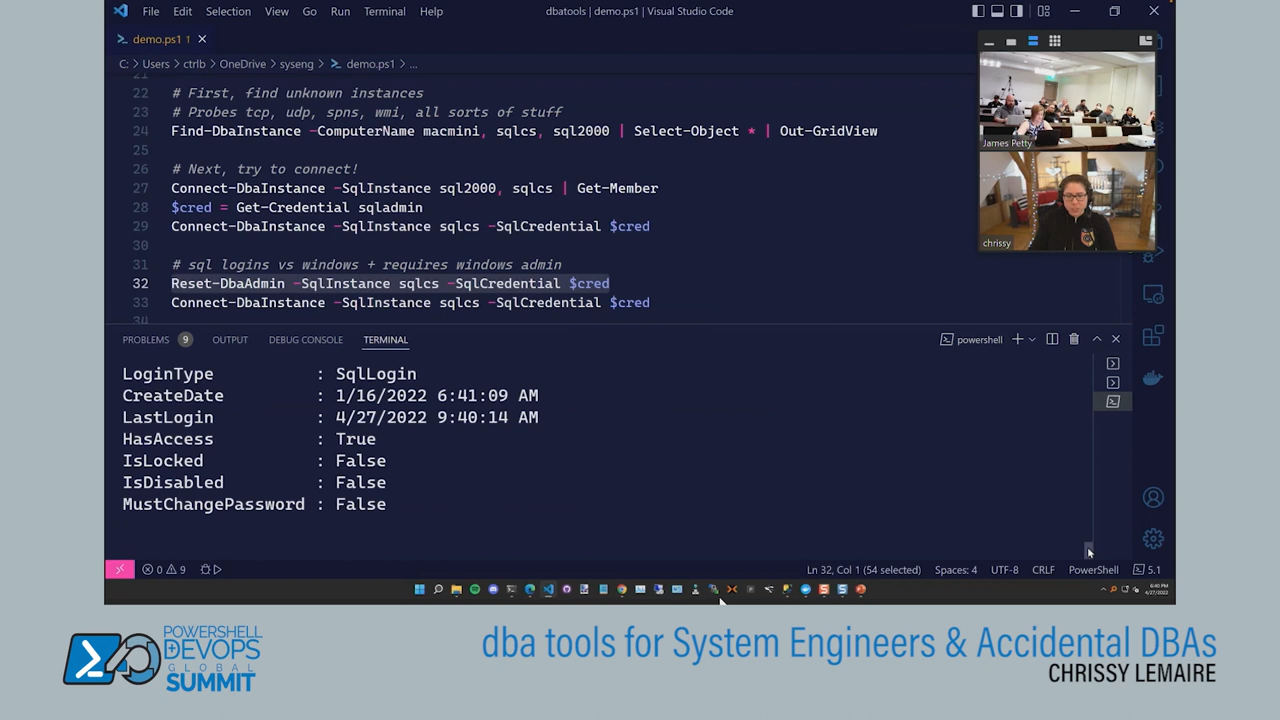 File Edit Selection View Go Run Terminal Help
dbatools | demo.ps1 | Visual Studio Code
demo.ps1 1
C: > Users > ctrlb > OneDrive > syseng > demo.ps1 > ...
21
22 # First, find unknown instances
23 # Probes tcp, udp, spns, wmi, all sorts of stuff
24 Find-DbaInstance -ComputerName macmini, sqlcs, sql2000 | Select-Object * | Out-GridView
25
26 # Next, try to connect!
27 Connect-DbaInstance -SqlInstance sql2000, sqlcs | Get-Member
28 $cred = Get-Credential sqladmin
29 Connect-DbaInstance -SqlInstance sqlcs -SqlCredential $cred
30
31 # sql logins vs windows + requires windows admin
32 Reset-DbaAdmin -SqlInstance sqlcs -SqlCredential $cred
33 Connect-DbaInstance -SqlInstance sqlcs -SqlCredential $cred
34
James Petty
chrissy
PROBLEMS 9 OUTPUT DEBUG CONSOLE TERMINAL
powershell
LoginType : SqlLogin
CreateDate : 1/16/2022 6:41:09 AM
LastLogin : 4/27/2022 9:40:14 AM
HasAccess : True
IsLocked : False
IsDisabled : False
MustChangePassword : False
0 9
Ln 32, Col 1 (54 selected) Spaces: 4 UTF-8 CRLF PowerShell 5.1
6:40 PM
4/27/2022
POWERSHELL
DEVOPS
GLOBAL
SUMMIT
dba tools for System Engineers & Accidental DBAs
CHRISSY LEMAIRE